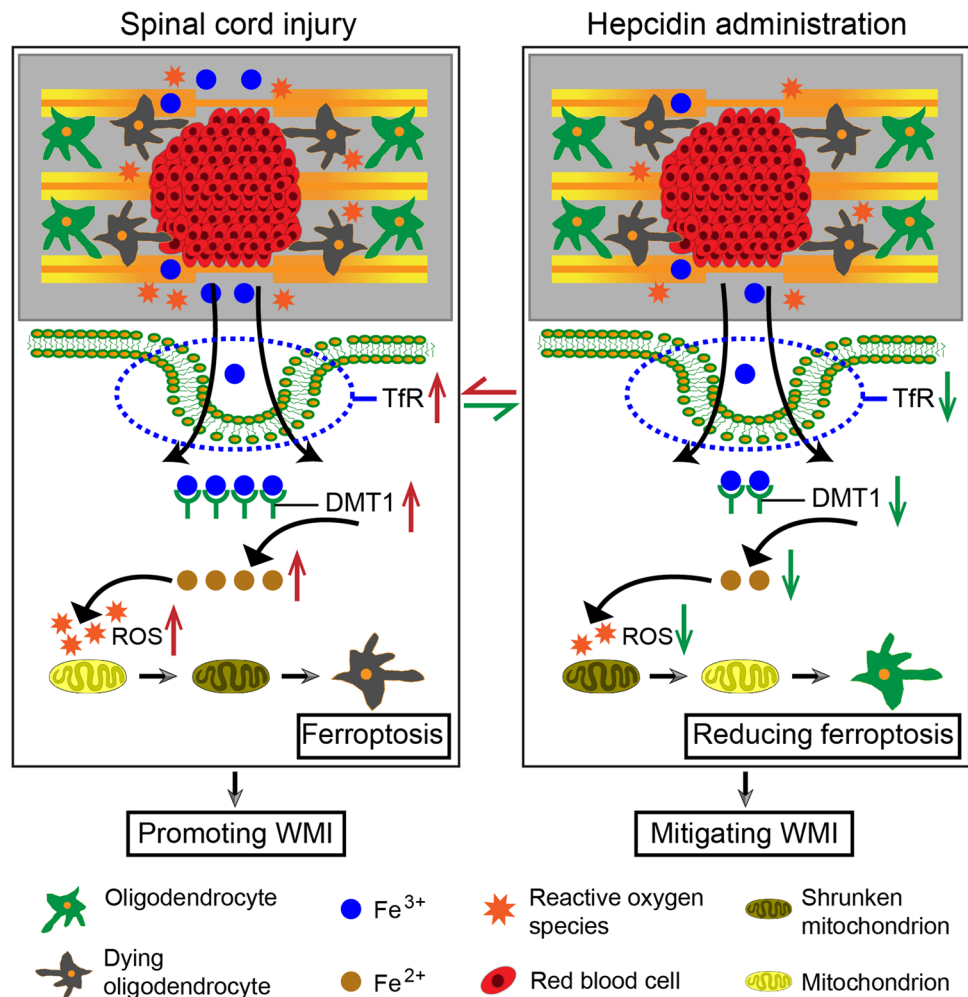 Spinal cord injury
Hepcidin administration
TfR
TfR
DMT1
DMT1
ROS
ROS
Ferroptosis
Reducing ferroptosis
Promoting WMI
Mitigating WMI
Oligodendrocyte
Fe3+
Reactive oxygen
species
Shrunken
mitochondrion
Dying
oligodendrocyte
Fe2+
Red blood cell
Mitochondrion